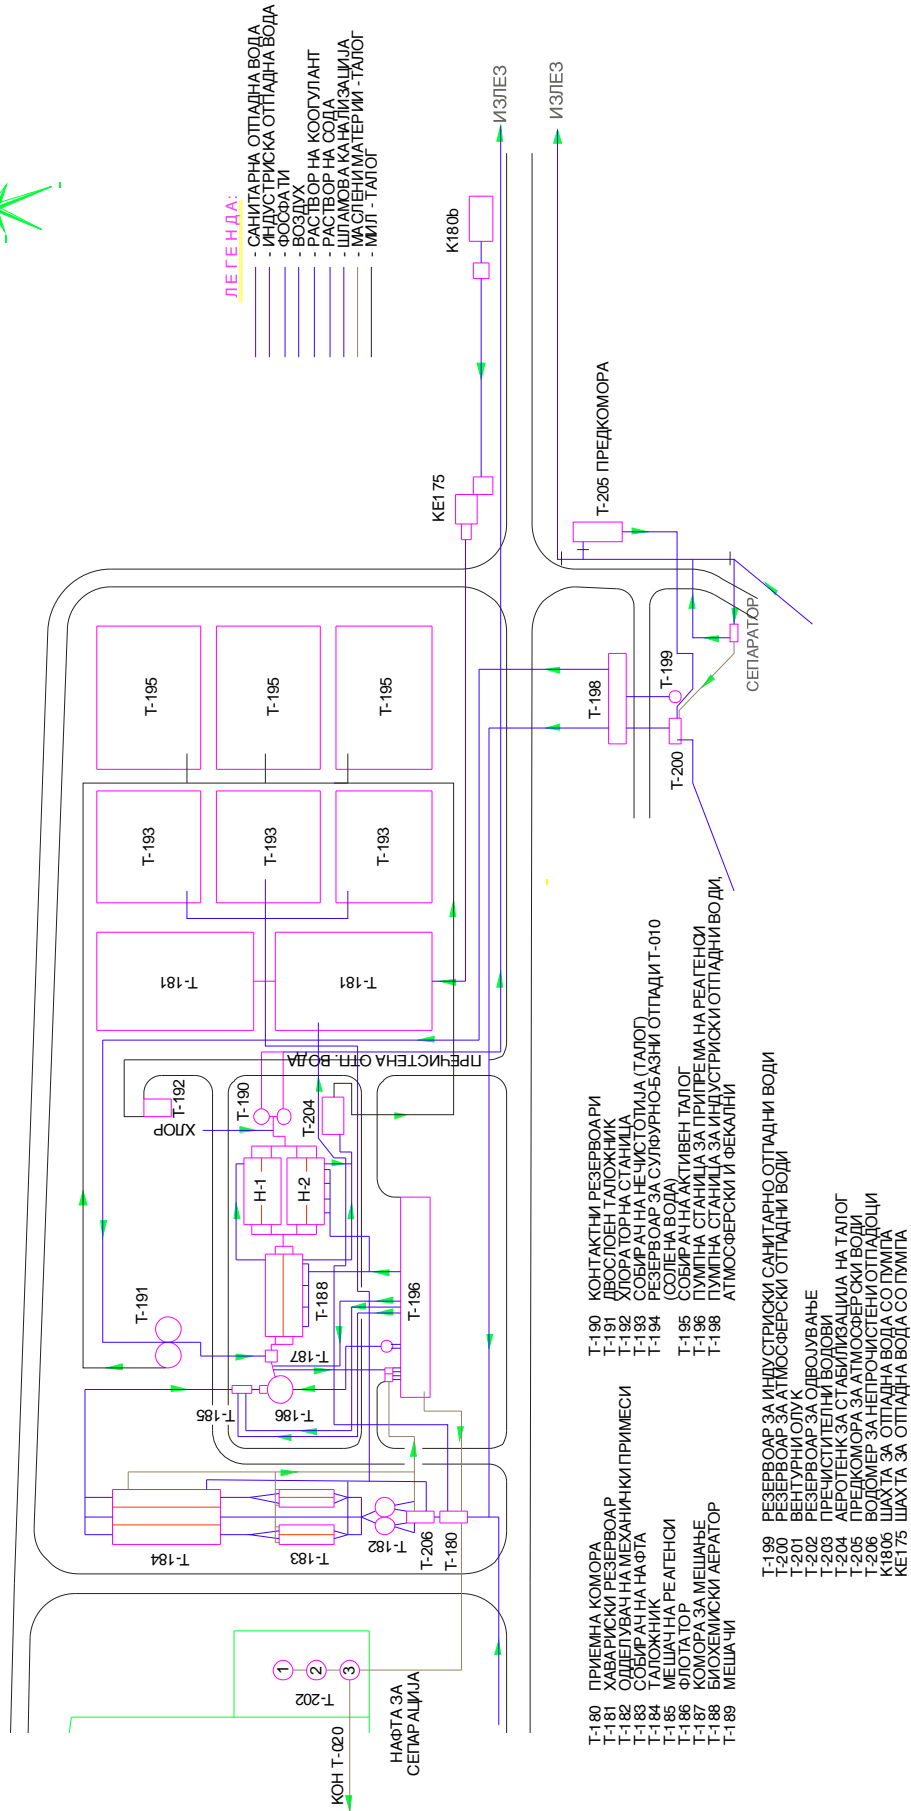 ЛЕГЕНДА:
- САНИТАРНА ОТПАДНА ВОДА
- ИНДУСТРИСКА ОТПАДНА ВОДА
- ФОСФАТИ
- ВОЗДУХ
- РАСТВОР НА КООГУЛАНТ
- РАСТВОР НА СОДА
- ШЛАМОВА КАНАЛИЗАЦИЈА
- МАСЛЕНИ МАТЕРИИ - ТАЛОГ
- МИЛ - ТАЛОГ
ИЗЛЕЗ
ИЗЛЕЗ
К180b
КЕ175
Т-205 ПРЕДКОМОРА
СЕПАРАТОР
Т-195
Т-195
Т-195
Т-193
Т-193
Т-193
Т-181
Т-181
Т-198
Т-199
Т-200
ПРЕЧИСТЕНА ОТП. ВОДА
Т-192
ХЛОР
Т-190
Т-204
Н-1
Н-2
Т-188
Т-196
Т-191
Т-187
Т-186
Т-185
Т-184
Т-183
Т-182
Т-206
Т-180
1
2
3
Т-202
НАФТА ЗА
СЕПАРАЦИЈА
КОН Т-020
Т-180 ПРИЕМНА КОМОРА
Т-181 ХАВАРИСКИ РЕЗЕРВОАР
Т-182 ОДДЕЛУВАЧ НА МЕХАНИЧКИ ПРИМЕСИ
Т-183 СОБИРАЧ НА НАФТА
Т-184 ТАЛОЖНИК
Т-185 МЕШАЧ НА РЕАГЕНСИ
Т-186 ФЛОТАТОР
Т-187 КОМОРА ЗА МЕШАЊЕ
Т-188 БИОХЕМИСКИ АЕРАТОР
Т-189 МЕШАЧИ
Т-190 КОНТАКТНИ РЕЗЕРВОАРИ
Т-191 ДВОСЛОЕН ТАЛОЖНИК
Т-192 ХЛОРАТОРНА СТАНИЦА
Т-193 СОБИРАЧ НА НЕЧИСТОТИЈА (ТАЛОГ)
Т-194 РЕЗЕРВОАР ЗА СУЛФУРНО-БАЗНИ ОТПАДИ Т-010
(СОЛЕНА ВОДА)
Т-195 СОБИРАЧ НА АКТИВЕН ТАЛОГ
Т-196 ПУМПНА СТАНИЦА ЗА ПРИПРЕМА НА РЕАГЕНСИ
Т-198 ПУМПНА СТАНИЦА ЗА ИНДУСТРИСКИ ОТПАДНИ ВОДИ,
АТМОСФЕРСКИ И ФЕКАЛНИ
Т-199 РЕЗЕРВОАР ЗА ИНДУСТРИСКИ САНИТАРНО ОТПАДНИ ВОДИ
Т-200 РЕЗЕРВОАР ЗА АТМОСФЕРСКИ ОТПАДНИ ВОДИ
Т-201 ВЕНТУРИ ОЛУК
Т-202 РЕЗЕРВОАР ЗА ОДВОЈУВАЊЕ
Т-203 ПРЕЧИСТИТЕЛНИ ВОДОВИ
Т-204 АЕРОТЕНК ЗА СТАБИЛИЗАЦИЈА НА ТАЛОГ
Т-205 ПРЕДКОМОРА ЗА АТМОСФЕРСКИ ВОДИ
Т-206 ВОДОМЕР ЗА НЕПРОЧИСТЕНИ ОТПАДОЦИ
К180б ШАХТА ЗА ОТПАДНА ВОДА СО ПУМПА
КЕ175 ШАХТА ЗА ОТПАДНА ВОДА СО ПУМПА